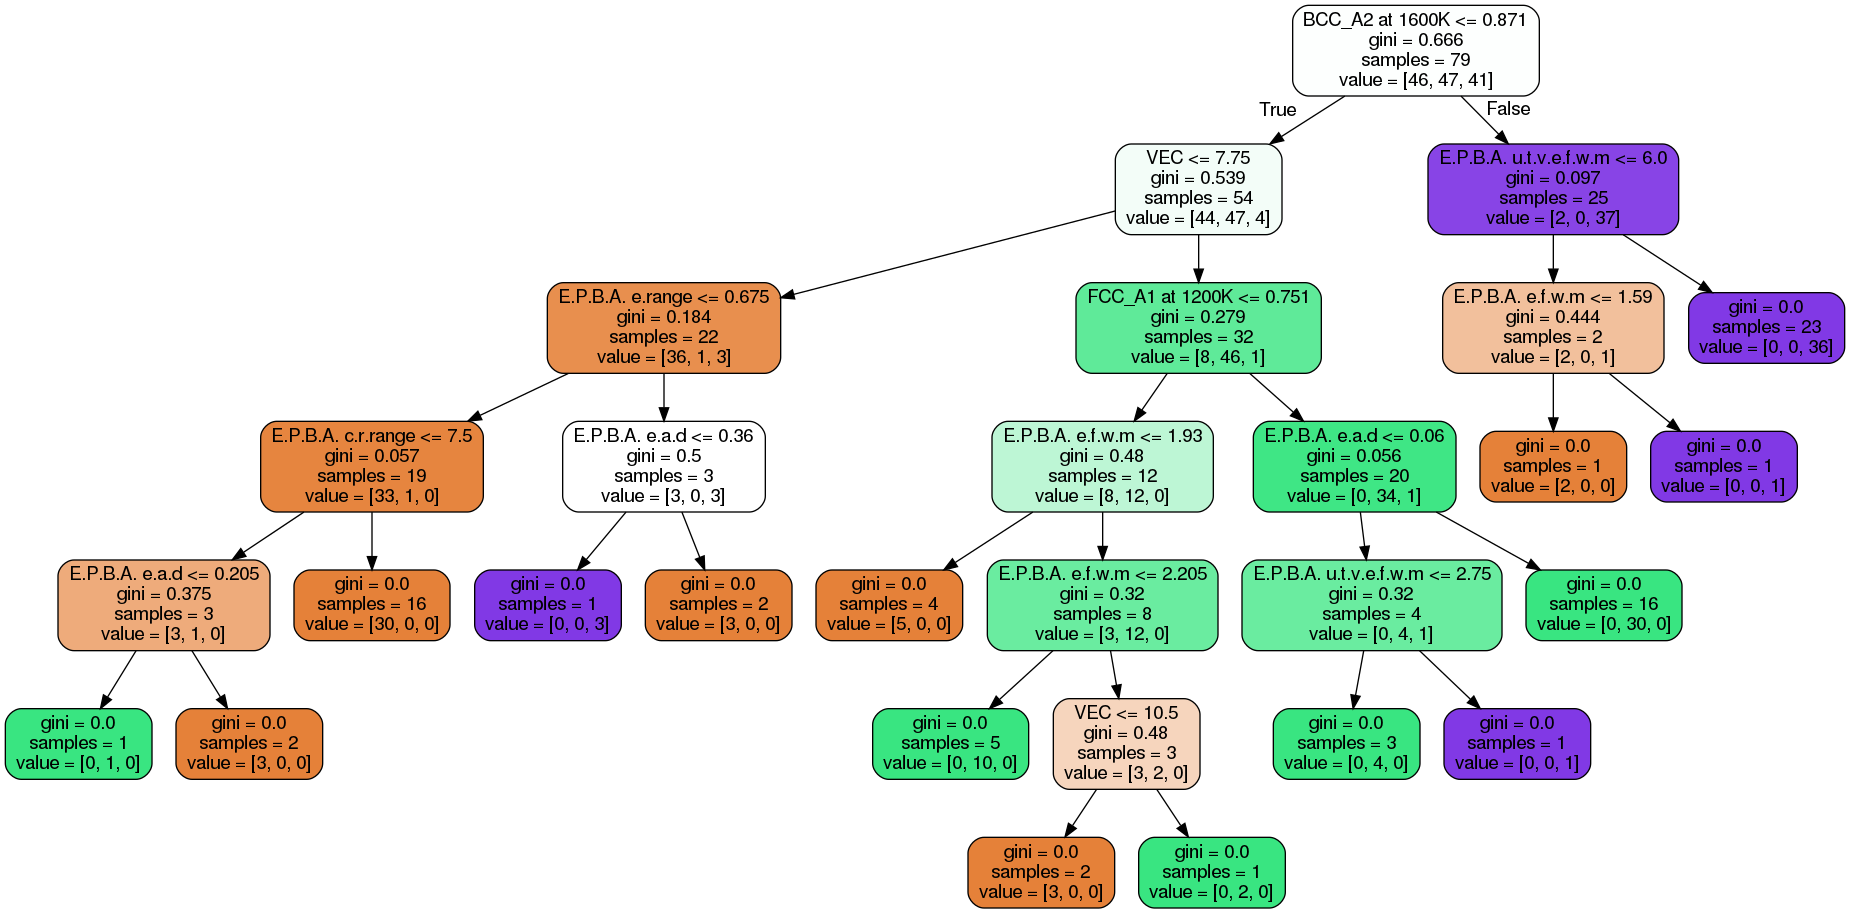 BCC_A2 at 1600K <= 0.871
gini = 0.666
samples = 79
value = [46, 47, 41]
True
False
VEC <= 7.75
gini = 0.539
samples = 54
value = [44, 47, 4]
E.P.B.A. u.t.v.e.f.w.m <= 6.0
gini = 0.097
samples = 25
value = [2, 0, 37]
E.P.B.A. e.range <= 0.675
gini = 0.184
samples = 22
value = [36, 1, 3]
FCC_A1 at 1200K <= 0.751
gini = 0.279
samples = 32
value = [8, 46, 1]
E.P.B.A. e.f.w.m <= 1.59
gini = 0.444
samples = 2
value = [2, 0, 1]
gini = 0.0
samples = 23
value = [0, 0, 36]
E.P.B.A. c.r.range <= 7.5
gini = 0.057
samples = 19
value = [33, 1, 0]
E.P.B.A. e.a.d <= 0.36
gini = 0.5
samples = 3
value = [3, 0, 3]
E.P.B.A. e.f.w.m <= 1.93
gini = 0.48
samples = 12
value = [8, 12, 0]
E.P.B.A. e.a.d <= 0.06
gini = 0.056
samples = 20
value = [0, 34, 1]
gini = 0.0
samples = 1
value = [2, 0, 0]
gini = 0.0
samples = 1
value = [0, 0, 1]
E.P.B.A. e.a.d <= 0.205
gini = 0.375
samples = 3
value = [3, 1, 0]
gini = 0.0
samples = 16
value = [30, 0, 0]
gini = 0.0
samples = 1
value = [0, 0, 3]
gini = 0.0
samples = 2
value = [3, 0, 0]
gini = 0.0
samples = 4
value = [5, 0, 0]
E.P.B.A. e.f.w.m <= 2.205
gini = 0.32
samples = 8
value = [3, 12, 0]
E.P.B.A. u.t.v.e.f.w.m <= 2.75
gini = 0.32
samples = 4
value = [0, 4, 1]
gini = 0.0
samples = 16
value = [0, 30, 0]
gini = 0.0
samples = 1
value = [0, 1, 0]
gini = 0.0
samples = 2
value = [3, 0, 0]
gini = 0.0
samples = 5
value = [0, 10, 0]
VEC <= 10.5
gini = 0.48
samples = 3
value = [3, 2, 0]
gini = 0.0
samples = 3
value = [0, 4, 0]
gini = 0.0
samples = 1
value = [0, 0, 1]
gini = 0.0
samples = 2
value = [3, 0, 0]
gini = 0.0
samples = 1
value = [0, 2, 0]